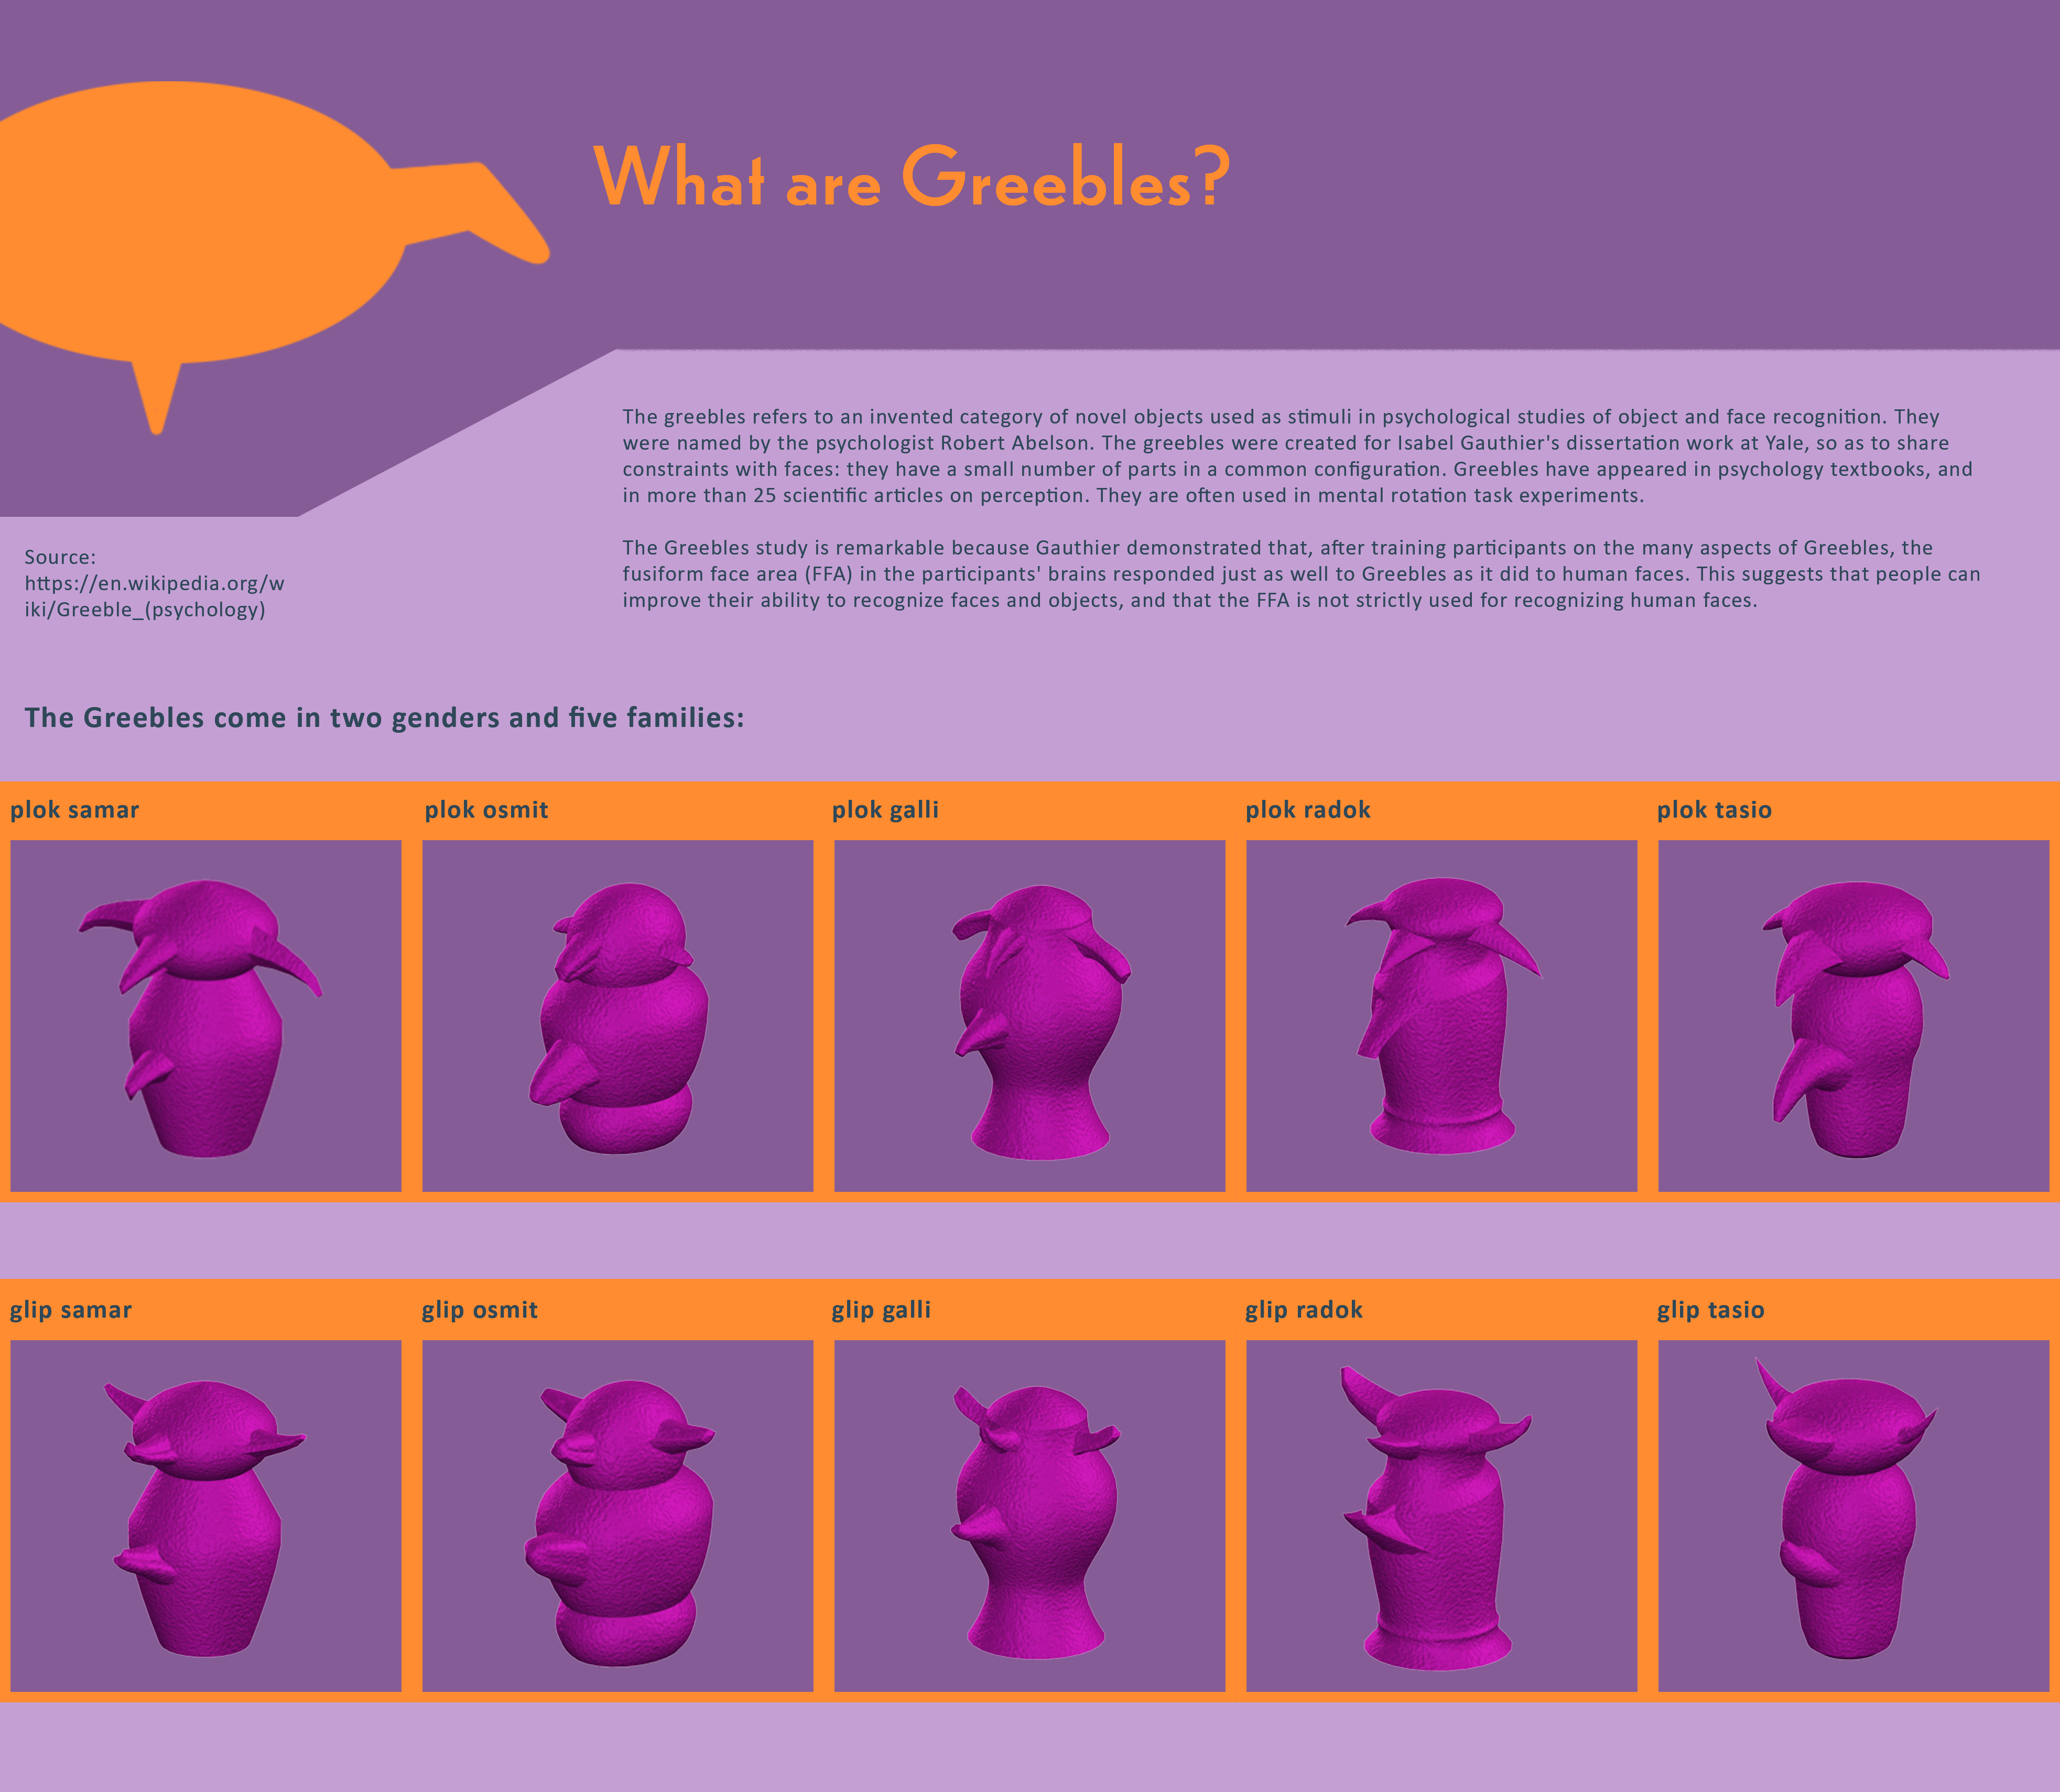 What are Greebles?
The greebles refers to an invented category of novel objects used as stimuli in psychological studies of object and face recognition. They
were named by the psychologist Robert Abelson. The greebles were created for Isabel Gauthier's dissertation work at Yale, so as to share
constraints with faces: they have a small number of parts in a common configuration. Greebles have appeared in psychology textbooks, and
in more than 25 scientific articles on perception. They are often used in mental rotation task experiments.
The Greebles study is remarkable because Gauthier demonstrated that, after training participants on the many aspects of Greebles, the
fusiform face area (FFA) in the participants' brains responded just as well to Greebles as it did to human faces. This suggests that people can
improve their ability to recognize faces and objects, and that the FFA is not strictly used for recognizing human faces.
Source:
https://en.wikipedia.org/w
iki/Greeble_(psychology)
The Greebles come in two genders and five families:
plok samar
plok osmit
plok galli
plok radok
plok tasio
glip samar
glip osmit
glip galli
glip radok
glip tasio